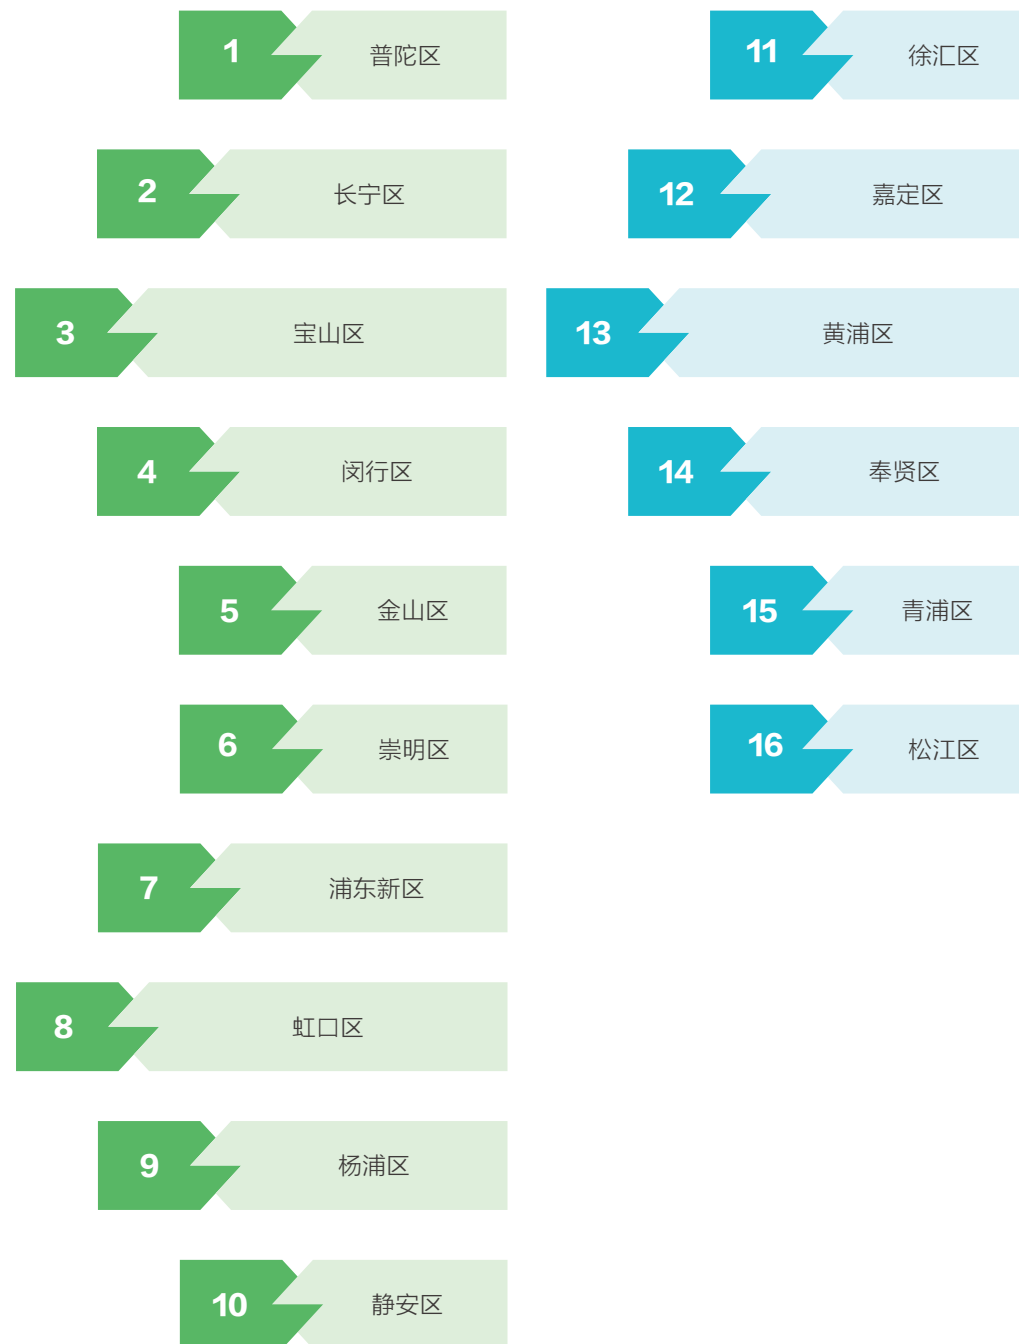 1 普陀区
2 长宁区
3 宝山区
4 闵行区
5 金山区
6 崇明区
7 浦东新区
8 虹口区
9 杨浦区
10 静安区
11 徐汇区
12 嘉定区
13 黄浦区
14 奉贤区
15 青浦区
16 松江区